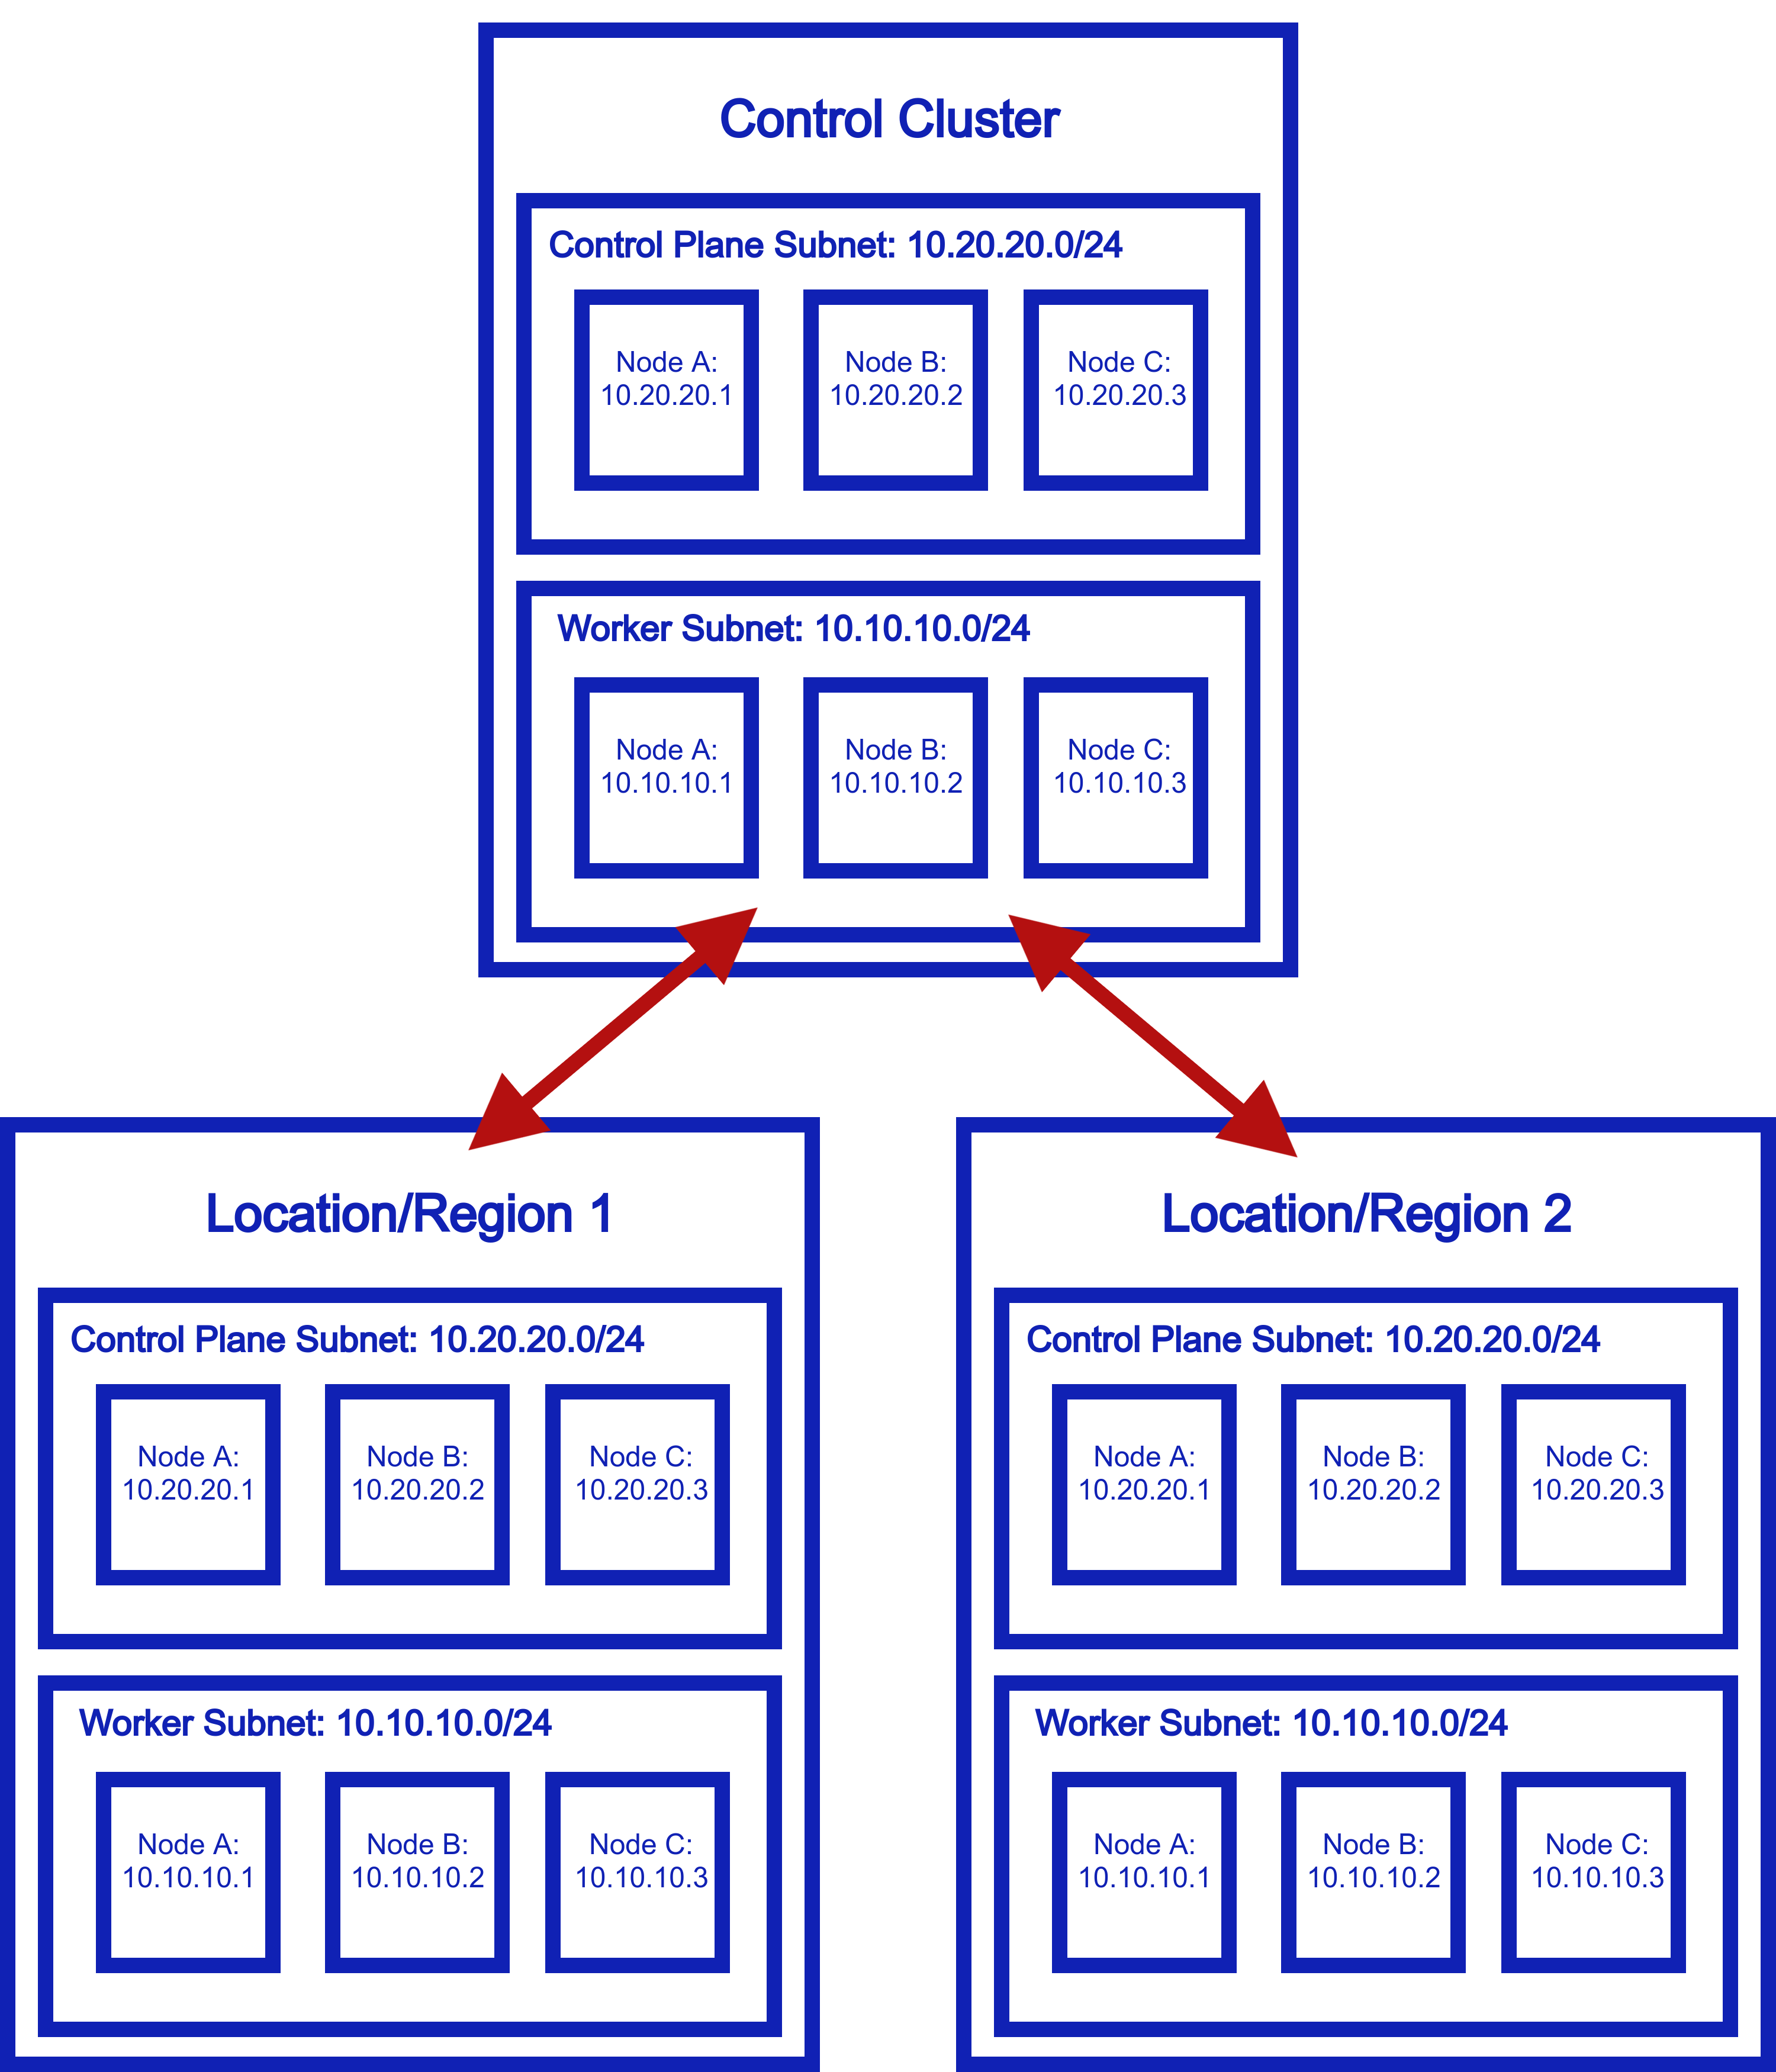 Control Cluster
Control Plane Subnet: 10.20.20.0/24
Node A:
10.20.20.1
Node B:
10.20.20.2
Node C:
10.20.20.3
Worker Subnet: 10.10.10.0/24
Node A:
10.10.10.1
Node B:
10.10.10.2
Node C:
10.10.10.3
Location/Region 1
Control Plane Subnet: 10.20.20.0/24
Node A:
10.20.20.1
Node B:
10.20.20.2
Node C:
10.20.20.3
Worker Subnet: 10.10.10.0/24
Node A:
10.10.10.1
Node B:
10.10.10.2
Node C:
10.10.10.3
Location/Region 2
Control Plane Subnet: 10.20.20.0/24
Node A:
10.20.20.1
Node B:
10.20.20.2
Node C:
10.20.20.3
Worker Subnet: 10.10.10.0/24
Node A:
10.10.10.1
Node B:
10.10.10.2
Node C:
10.10.10.3